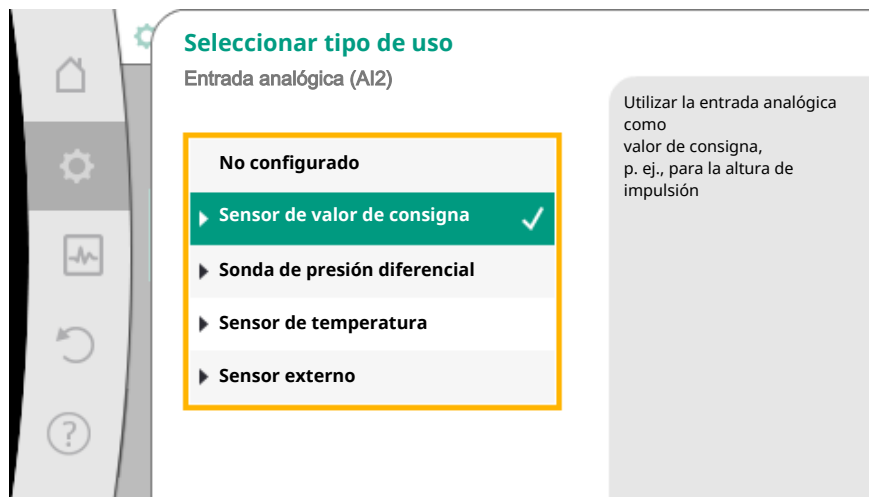 Seleccionar tipo de uso
Entrada analógica (AI2)
No configurado
Sensor de valor de consigna
Sonda de presión diferencial
Sensor de temperatura
Sensor externo
Utilizar la entrada analógica
como
valor de consigna,
p. ej., para la altura de
impulsión
?